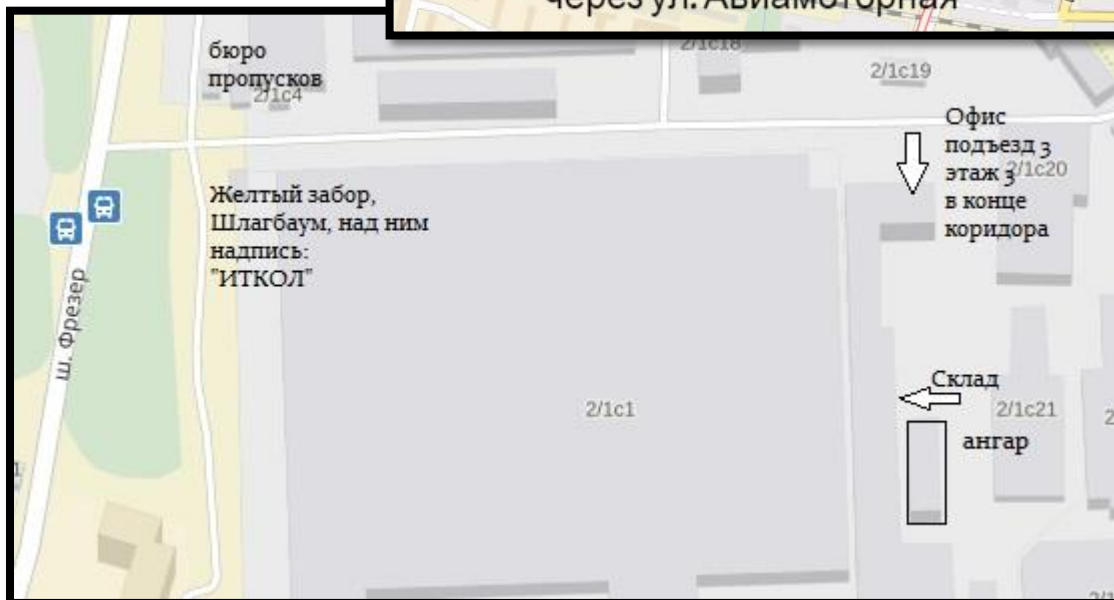 через ул. Авиамоторная
бюро
пропусков
2/1с4
2/1с18
2/1с19
Офис
подъезд 3
этаж 3
в конце
коридора
2/1с20
Желтый забор,
Шлагбаум, над ним
надпись:
"ИТКОЛ"
ш. Фрезер
2/1с1
Склад
2/1с21
ангар